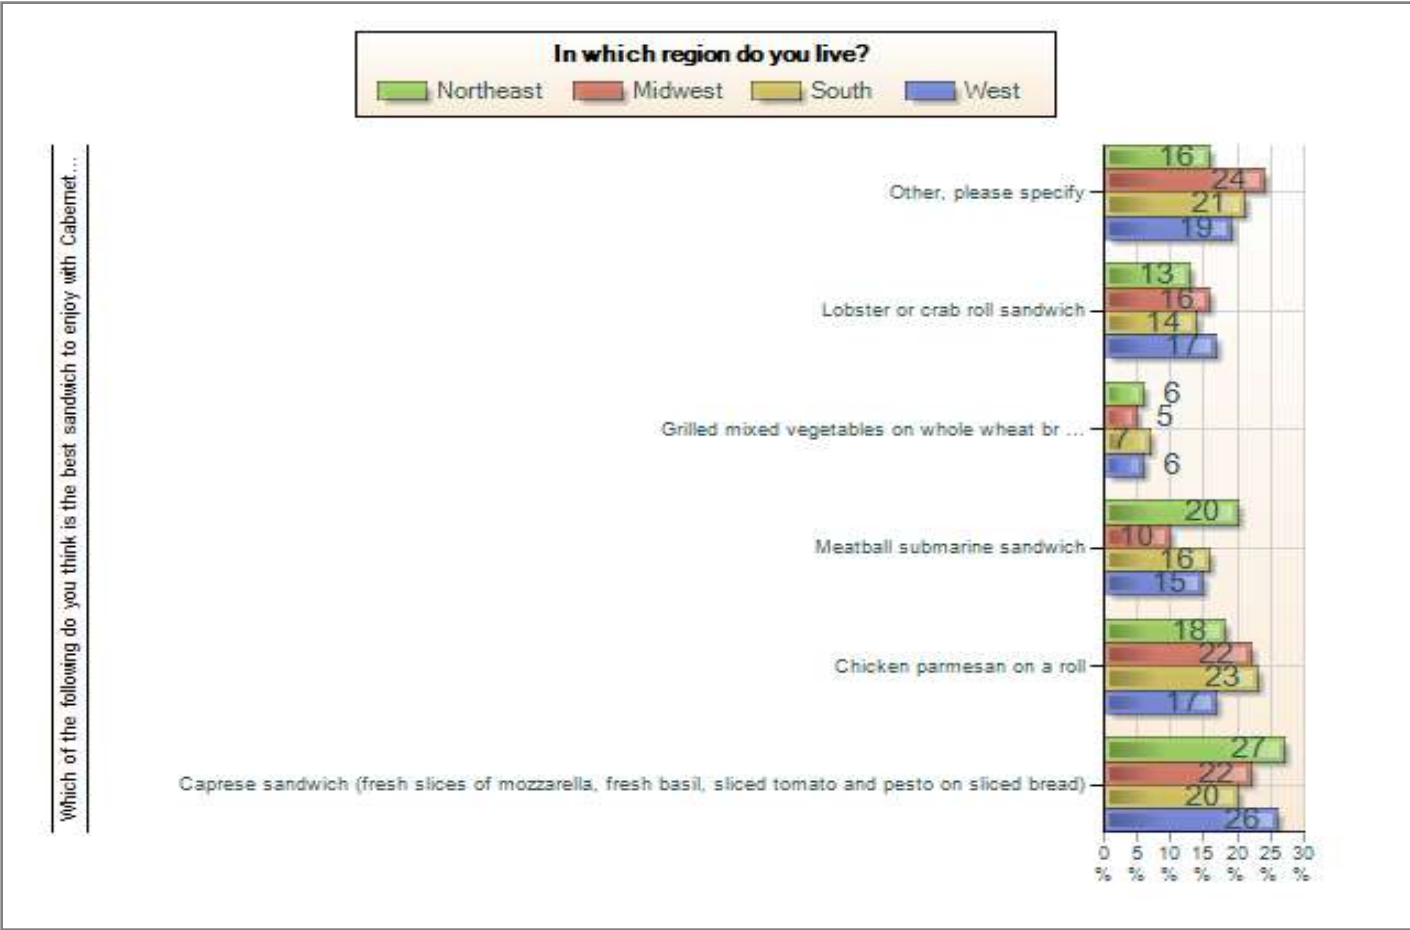 In which region do you live?
Northeast Midwest South West
Which of the following do you think is the best sandwich to enjoy with Cabernet...
Other, please specify
16
24
21
19
Lobster or crab roll sandwich
13
16
14
17
Grilled mixed vegetables on whole wheat br ...
6
5
7
6
Meatball submarine sandwich
20
10
16
15
Chicken parmesan on a roll
18
22
23
17
Caprese sandwich (fresh slices of mozzarella, fresh basil, sliced tomato and pesto on sliced bread)
27
22
20
26
0 5 10 15 20 25 30
% % % % % % %